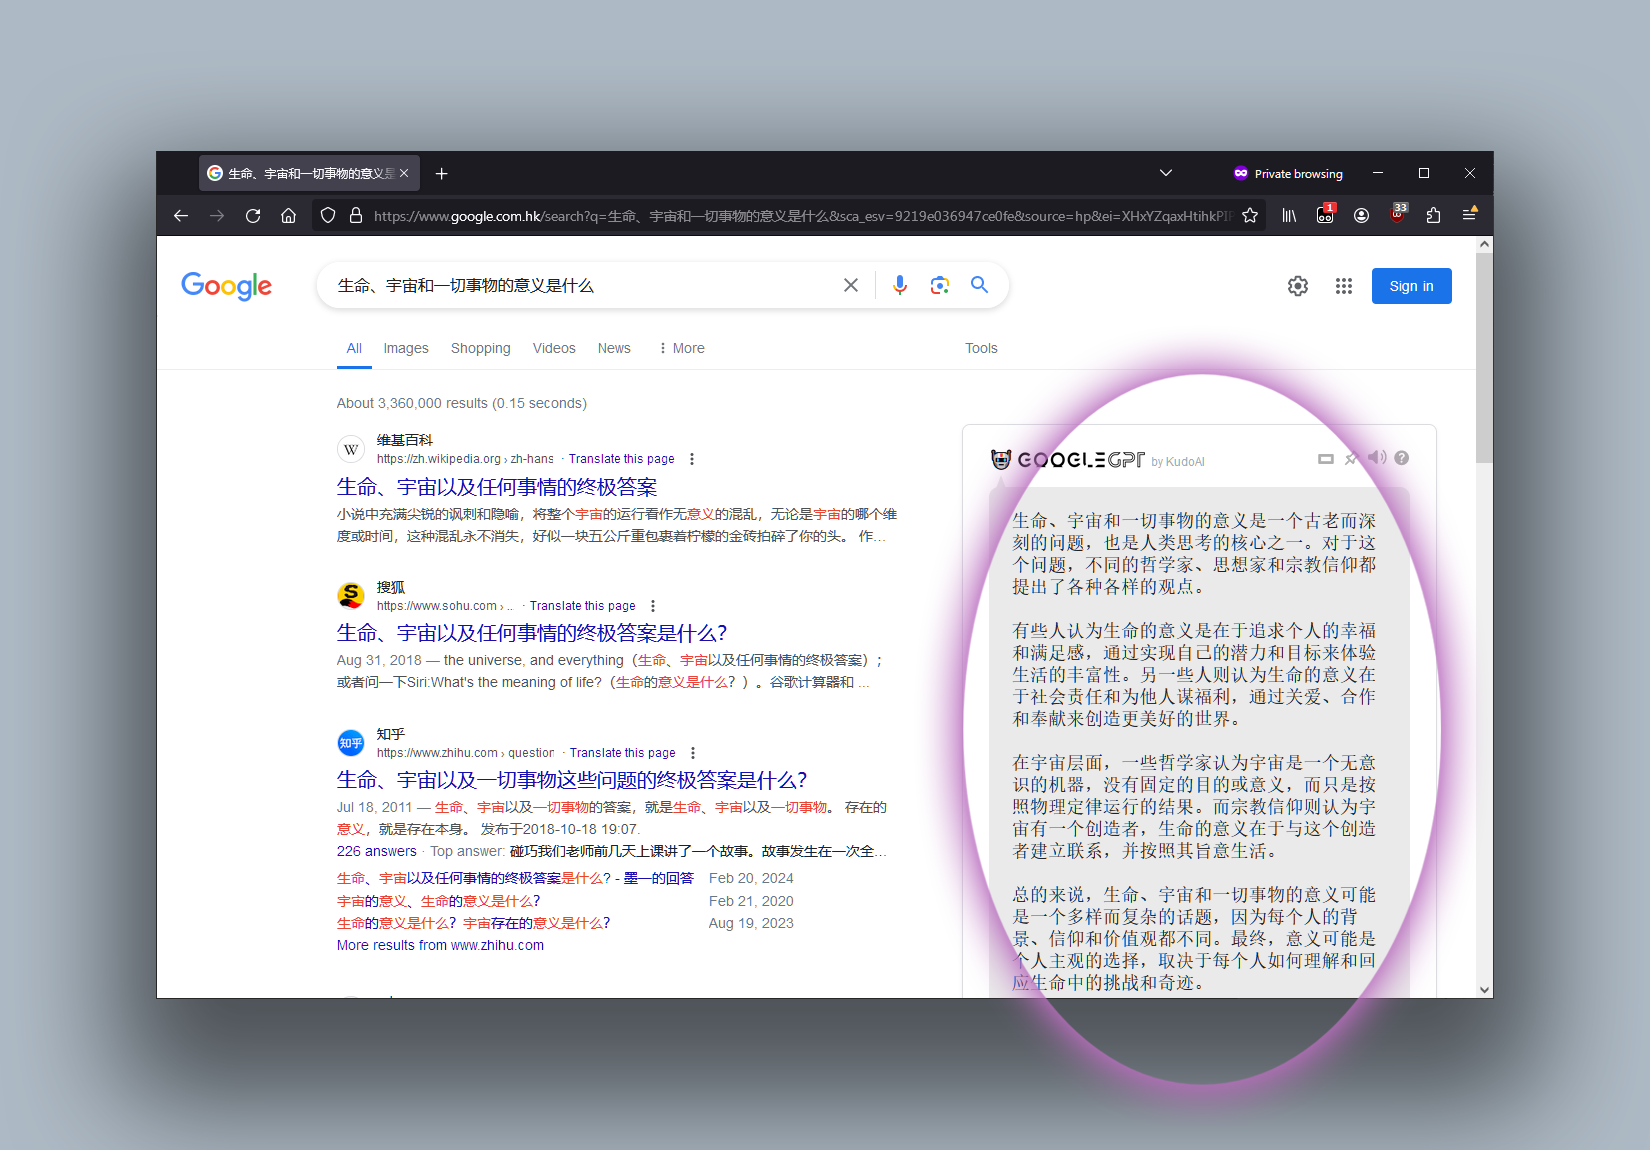 生命、宇宙和一切事物的意义是
Private browsing
https://www.google.com.hk/search?q=生命、宇宙和一切事物的意义是什么&sca_esv=9219e036947ce0fe&source=hp&ei=XHxYZqaxHtihkPIP
1
33
Google
生命、宇宙和一切事物的意义是什么
Sign in
All Images Shopping Videos News More Tools
About 3,360,000 results (0.15 seconds)
W
维基百科
https://zh.wikipedia.org › zh-hans · Translate this page
生命、宇宙以及任何事情的终极答案
小说中充满尖锐的讽刺和隐喻，将整个宇宙的运行看作无意义的混乱，无论是宇宙的哪个维
度或时间，这种混乱永不消失，好似一块五公斤重包裹着柠檬的金砖拍碎了你的头。 作...
S
搜狐
https://www.sohu.com › .. · Translate this page
生命、宇宙以及任何事情的终极答案是什么？
Aug 31, 2018 — the universe, and everything（生命、宇宙以及任何事情的终极答案）；
或者问一下Siri:What's the meaning of life?（生命的意义是什么？）。谷歌计算器和 ...
知乎
知乎
https://www.zhihu.com › question · Translate this page
生命、宇宙以及一切事物这些问题的终极答案是什么？
Jul 18, 2011 — 生命、宇宙以及一切事物的答案，就是生命、宇宙以及一切事物。 存在的
意义，就是存在本身。 发布于2018-10-18 19:07.
226 answers · Top answer: 碰巧我们老师前几天上课讲了一个故事。故事发生在一次全...
生命、宇宙以及任何事情的终极答案是什么? - 墨一的回答 Feb 20, 2024
宇宙的意义、生命的意义是什么? Feb 21, 2020
生命的意义是什么？宇宙存在的意义是什么？ Aug 19, 2023
More results from www.zhihu.com
GOOGLEGPT by KudoAI
生命、宇宙和一切事物的意义是一个古老而深
刻的问题，也是人类思考的核心之一。对于这
个问题，不同的哲学家、思想家和宗教信仰都
提出了各种各样的观点。
有些人认为生命的意义是在于追求个人的幸福
和满足感，通过实现自己的潜力和目标来体验
生活的丰富性。另一些人则认为生命的意义在
于社会责任和为他人谋福利，通过关爱、合作
和奉献来创造更美好的世界。
在宇宙层面，一些哲学家认为宇宙是一个无意
识的机器，没有固定的目的或意义，而只是按
照物理定律运行的结果。而宗教信仰则认为宇
宙有一个创造者，生命的意义在于与这个创造
者建立联系，并按照其旨意生活。
总的来说，生命、宇宙和一切事物的意义可能
是一个多样而复杂的话题，因为每个人的背
景、信仰和价值观都不同。最终，意义可能是
个人主观的选择，取决于每个人如何理解和回
应生命中的挑战和奇迹。